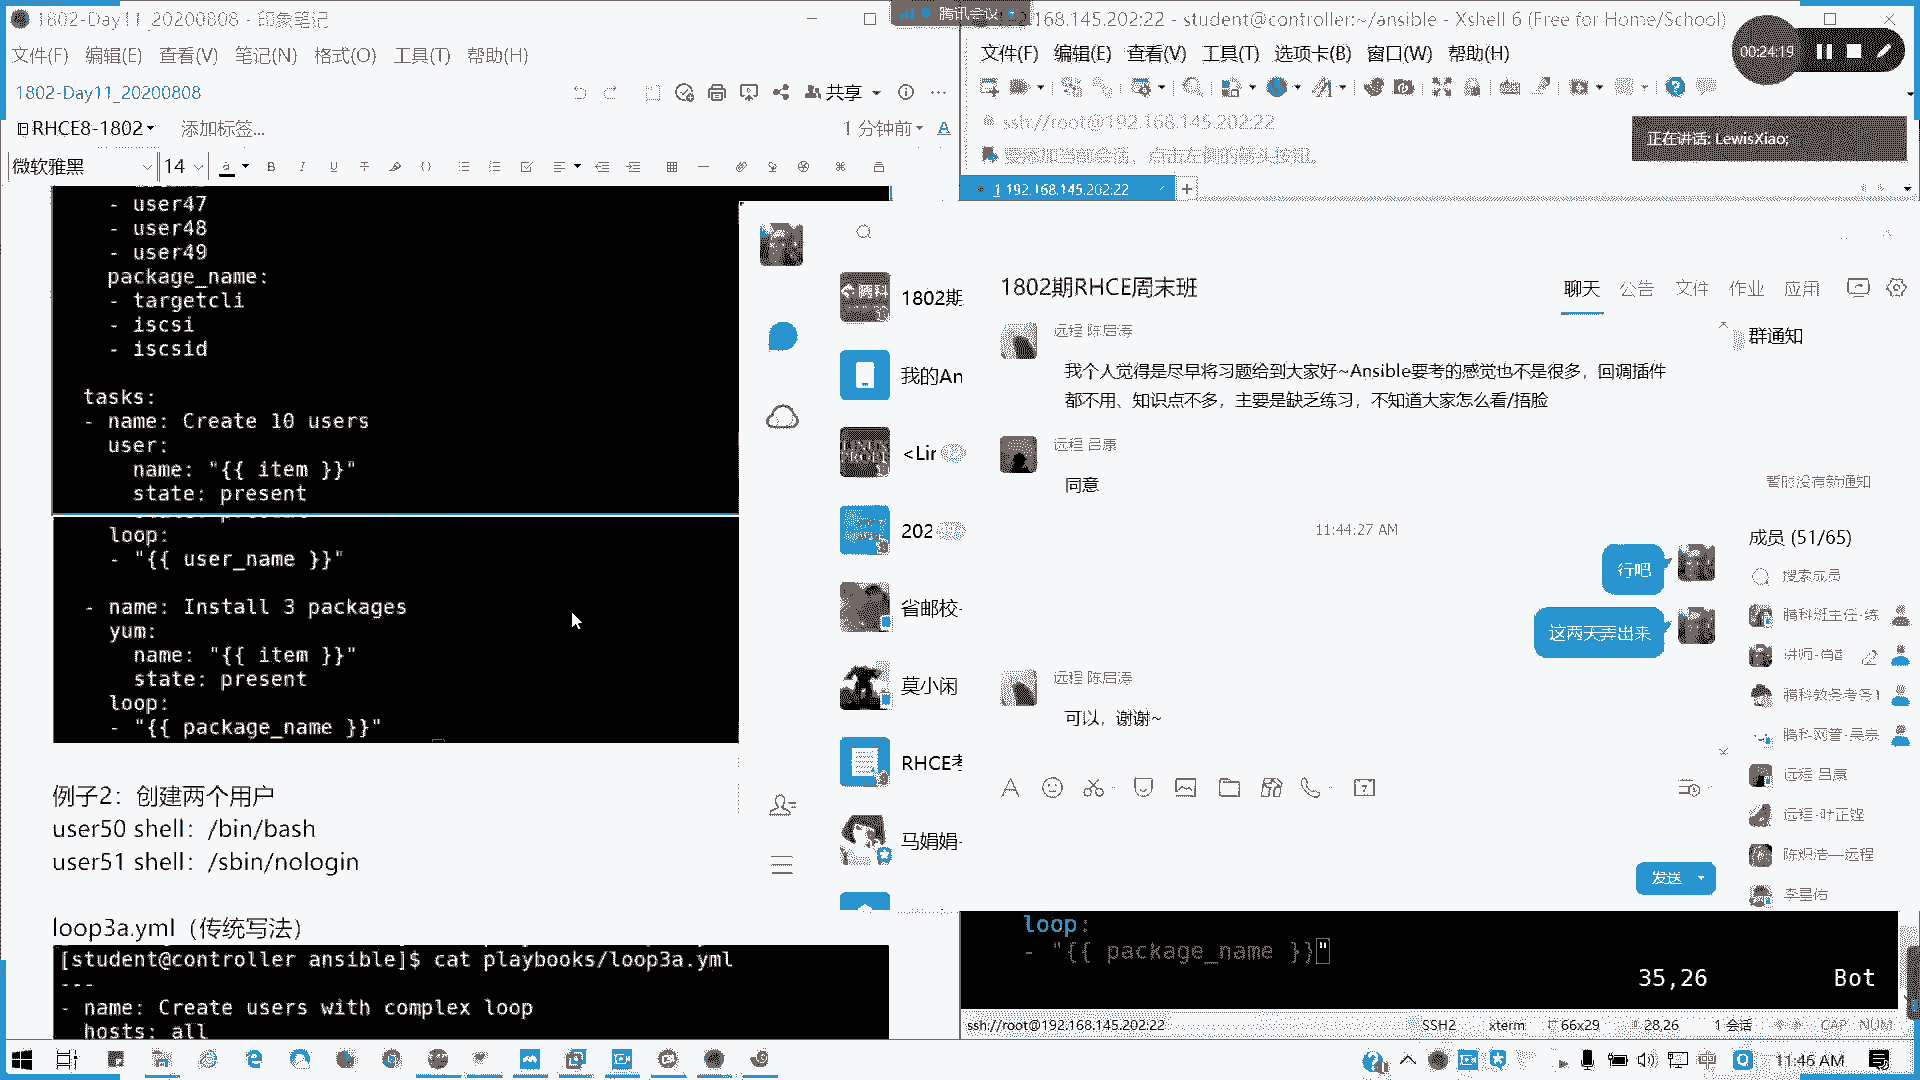 1802-Day11_20200808 - 印象笔记
文件(F) 编辑(E) 查看(V) 笔记(N) 格式(O) 工具(T) 帮助(H)
1802-Day11_20200808
共享
RHCE8-1802
添加标签...
1 分钟前
微软雅黑
14
- user47
- user48
- user49
package_name:
- targetcli
- iscsi
- iscsid
tasks:
- name: Create 10 users
user:
name: "{{ item }}"
state: present
loop:
- "{{ user_name }}"
- name: Install 3 packages
yum:
name: "{{ item }}"
state: present
loop:
- "{{ package_name }}"
例子2：创建两个用户
user50 shell：/bin/bash
user51 shell：/sbin/nologin
loop3a.yml（传统写法）
[student@controller ansible]$ cat playbooks/loop3a.yml
---
- name: Create users with complex loop
hosts: all
腾讯会议
.168.145.202:22 - student@controller:~/ansible - Xshell 6 (Free for Home/School)
文件(F) 编辑(E) 查看(V) 工具(T) 选项卡(B) 窗口(W) 帮助(H)
00:24:19
ssh://root@192.168.145.202:22
要添加当前会话，点击左侧的箭头按钮。
正在讲话: LewisXiao;
1 192.168.145.202:22
1802期
我的An
<Lir
202
省邮校-
莫小闲
RHCE考
马娟娟-
1802期RHCE周末班
聊天 公告 文件 作业 应用
远程 陈启涛
我个人觉得是尽早将习题给到大家好~Ansible要考的感觉也不是很多，回调插件
都不用、知识点不多，主要是缺乏练习，不知道大家怎么看/捂脸
远程 吕康
同意
11:44:27 AM
行吧
这两天弄出来
远程 陈启涛
可以，谢谢~
发送
群通知
暂时没有新通知
成员 (51/65)
搜索成员
腾科班主任-练
腾科教务考务1
远程 吕康
远程-叶正铿
陈炽浩—远程
李星佑
loop:
- "{{ package_name }}"
35,26 Bot
ssh://root@192.168.145.202:22
SSH2 xterm 66x29 28,26 1 会话 CAP NUM
中
11:45 AM